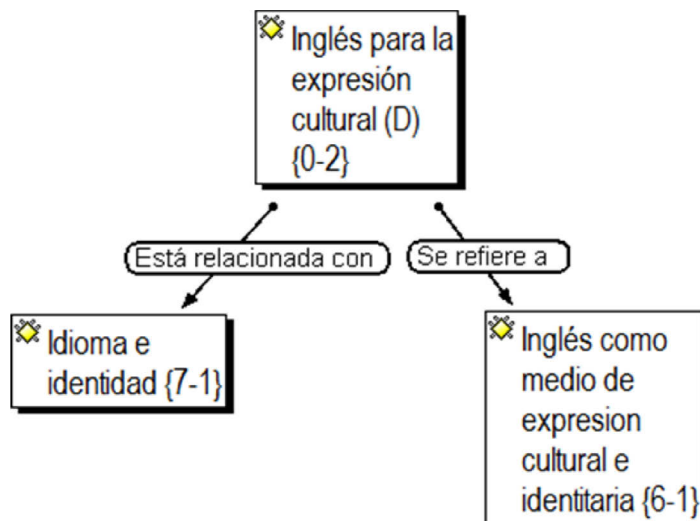 Inglés para la
expresión
cultural (D)
{0-2}
Está relacionada con
Se refiere a
Idioma e
identidad {7-1}
Inglés como
medio de
expresion
cultural e
identitaria {6-1}